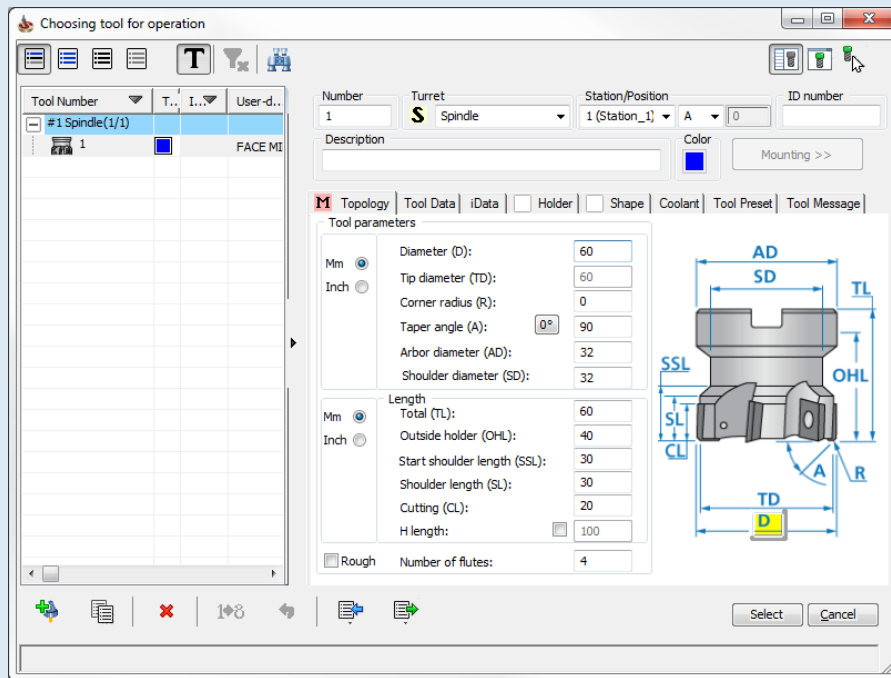 Choosing tool for operation
T
Tool Number T.. I... User-d...
#1 Spindle(1/1)
1 FACE MI
Number Turret Station/Position ID number
1 S Spindle 1 (Station_1) A 0
Description Color
Mounting >>
M Topology Tool Data iData Holder Shape Coolant Tool Preset Tool Message
Tool parameters
Mm
Inch
Diameter (D): 60
Tip diameter (TD): 60
Corner radius (R): 0
Taper angle (A): 0° 90
Arbor diameter (AD): 32
Shoulder diameter (SD): 32
Length
Mm
Inch
Total (TL): 60
Outside holder (OHL): 40
Start shoulder length (SSL): 30
Shoulder length (SL): 30
Cutting (CL): 20
H length: 100
Rough Number of flutes: 4
AD
SD
TL
SSL
OHL
SL
CL
A R
TD
D
1 8
Select Cancel